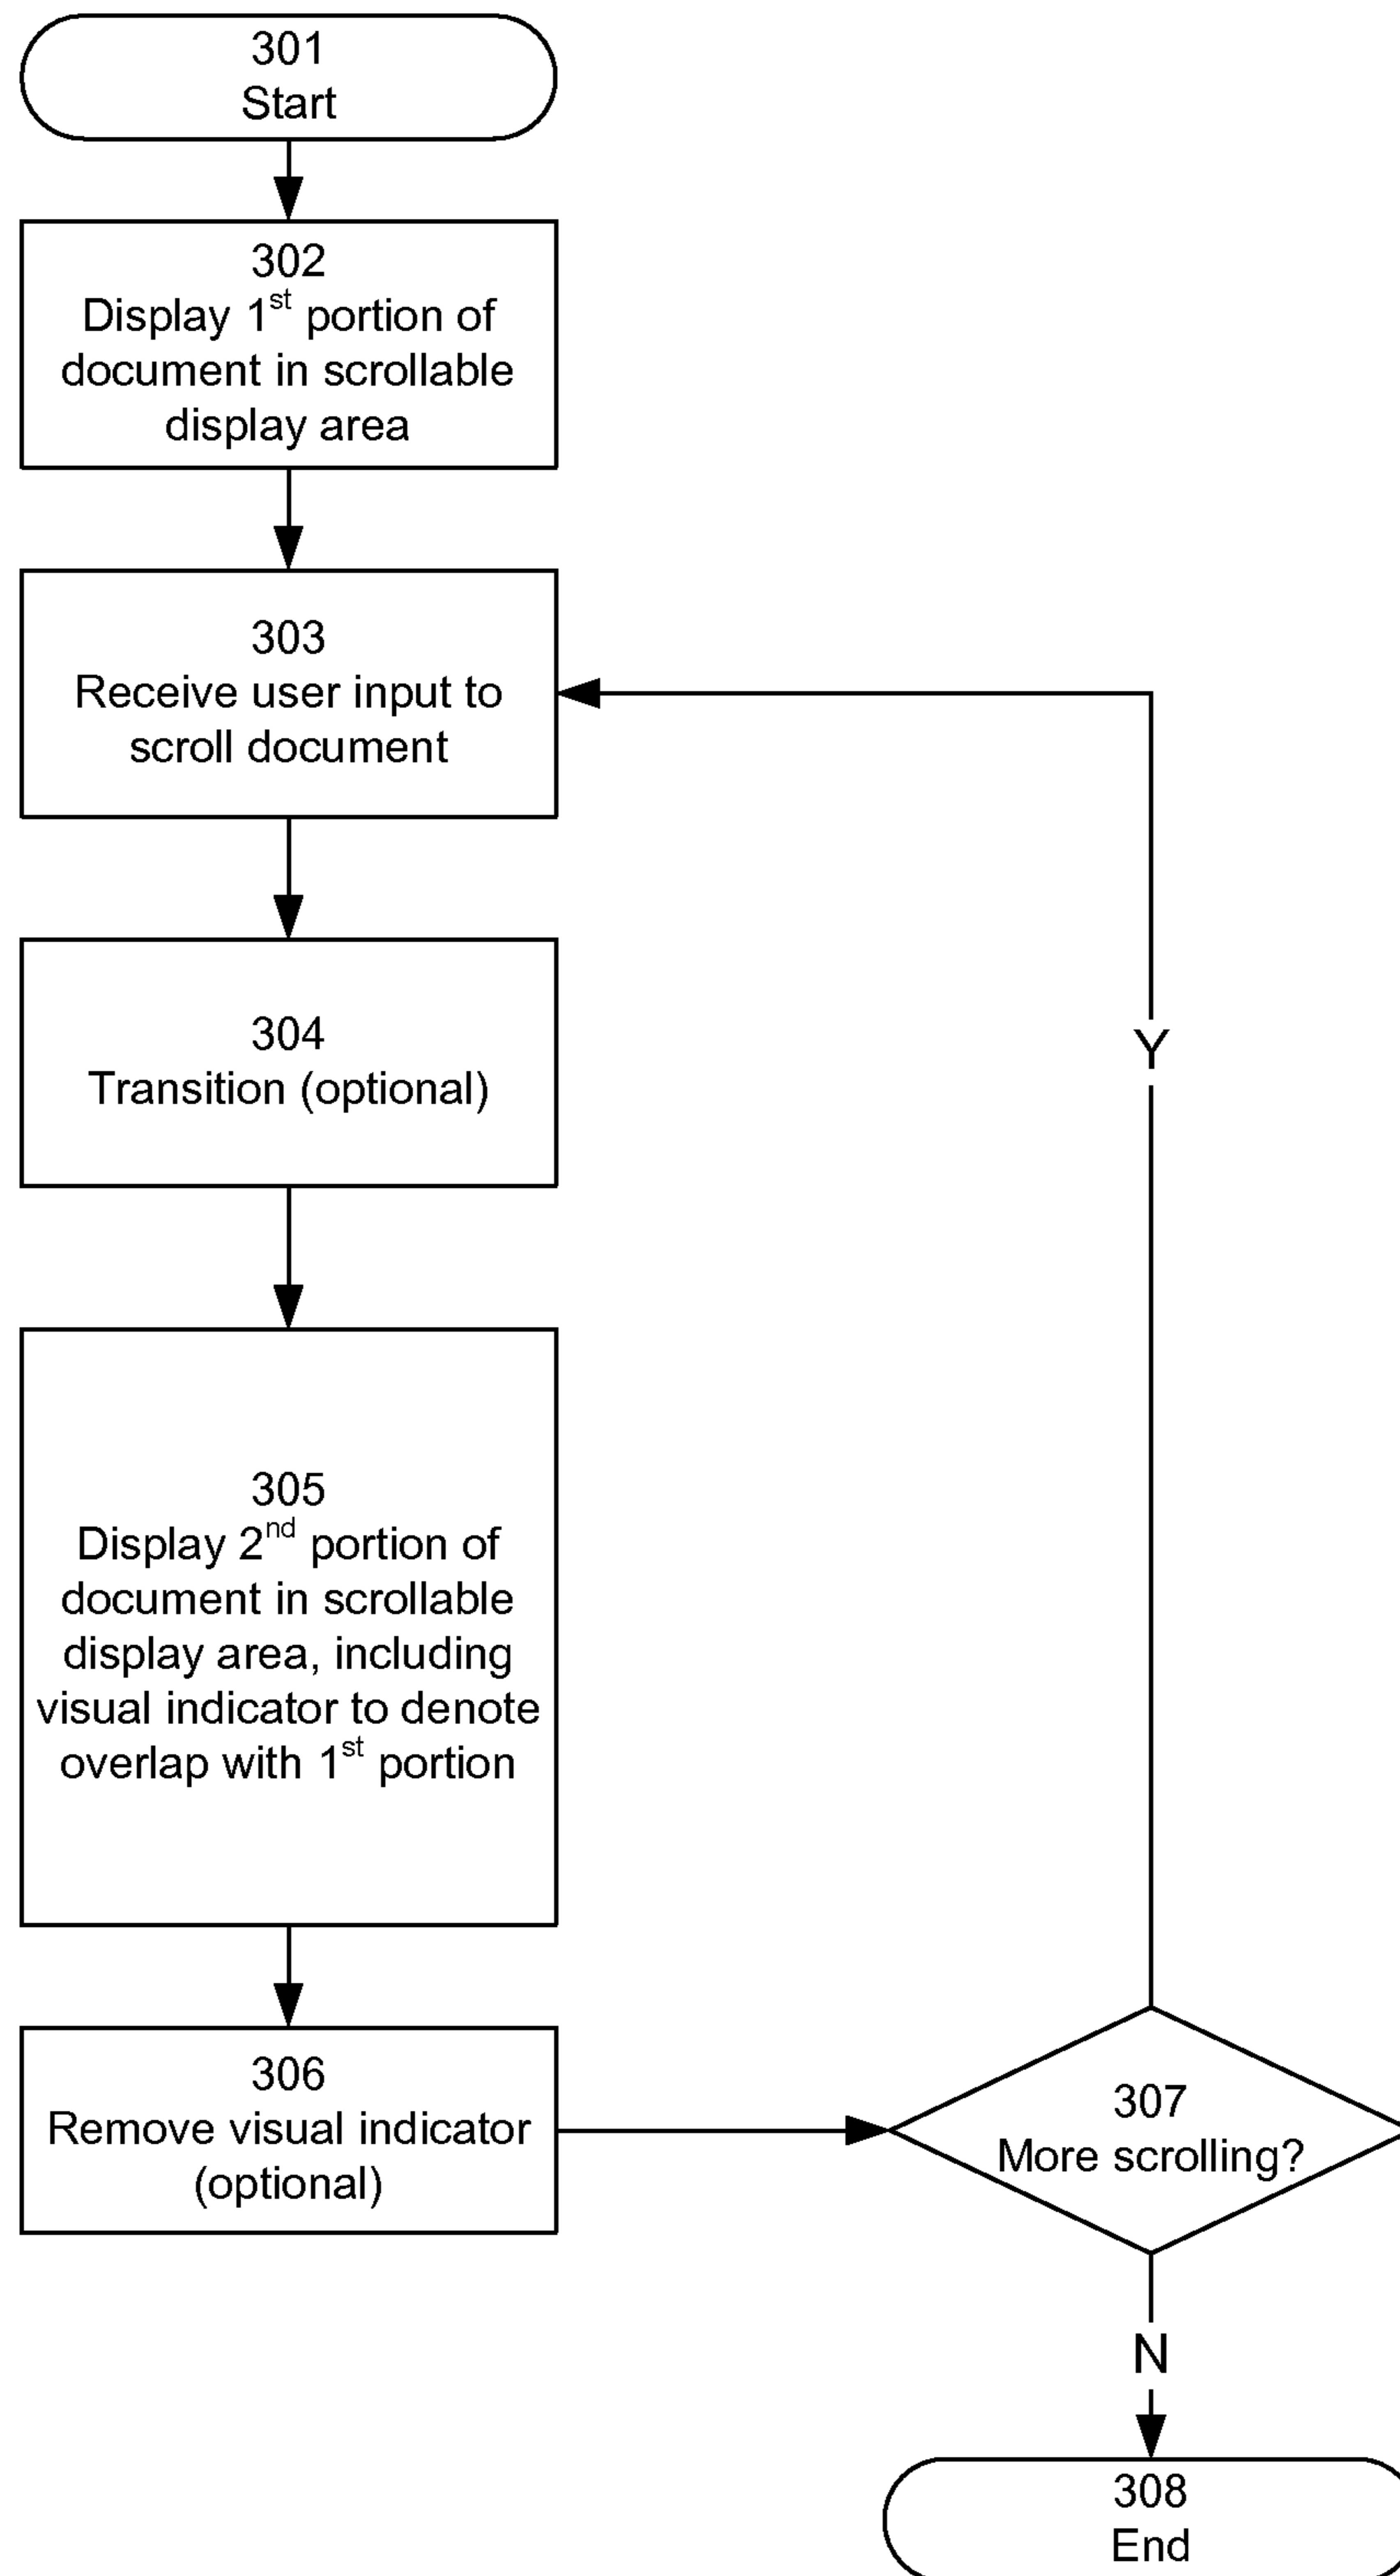 301
Start
302
Display 1st portion of
document in scrollable
display area
303
Receive user input to
scroll document
Y
304
Transition (optional)
305
Display 2nd portion of
document in scrollable
display area, including
visual indicator to denote
overlap with 1st portion
306
Remove visual indicator
(optional)
307
More scrolling?
N
308
End